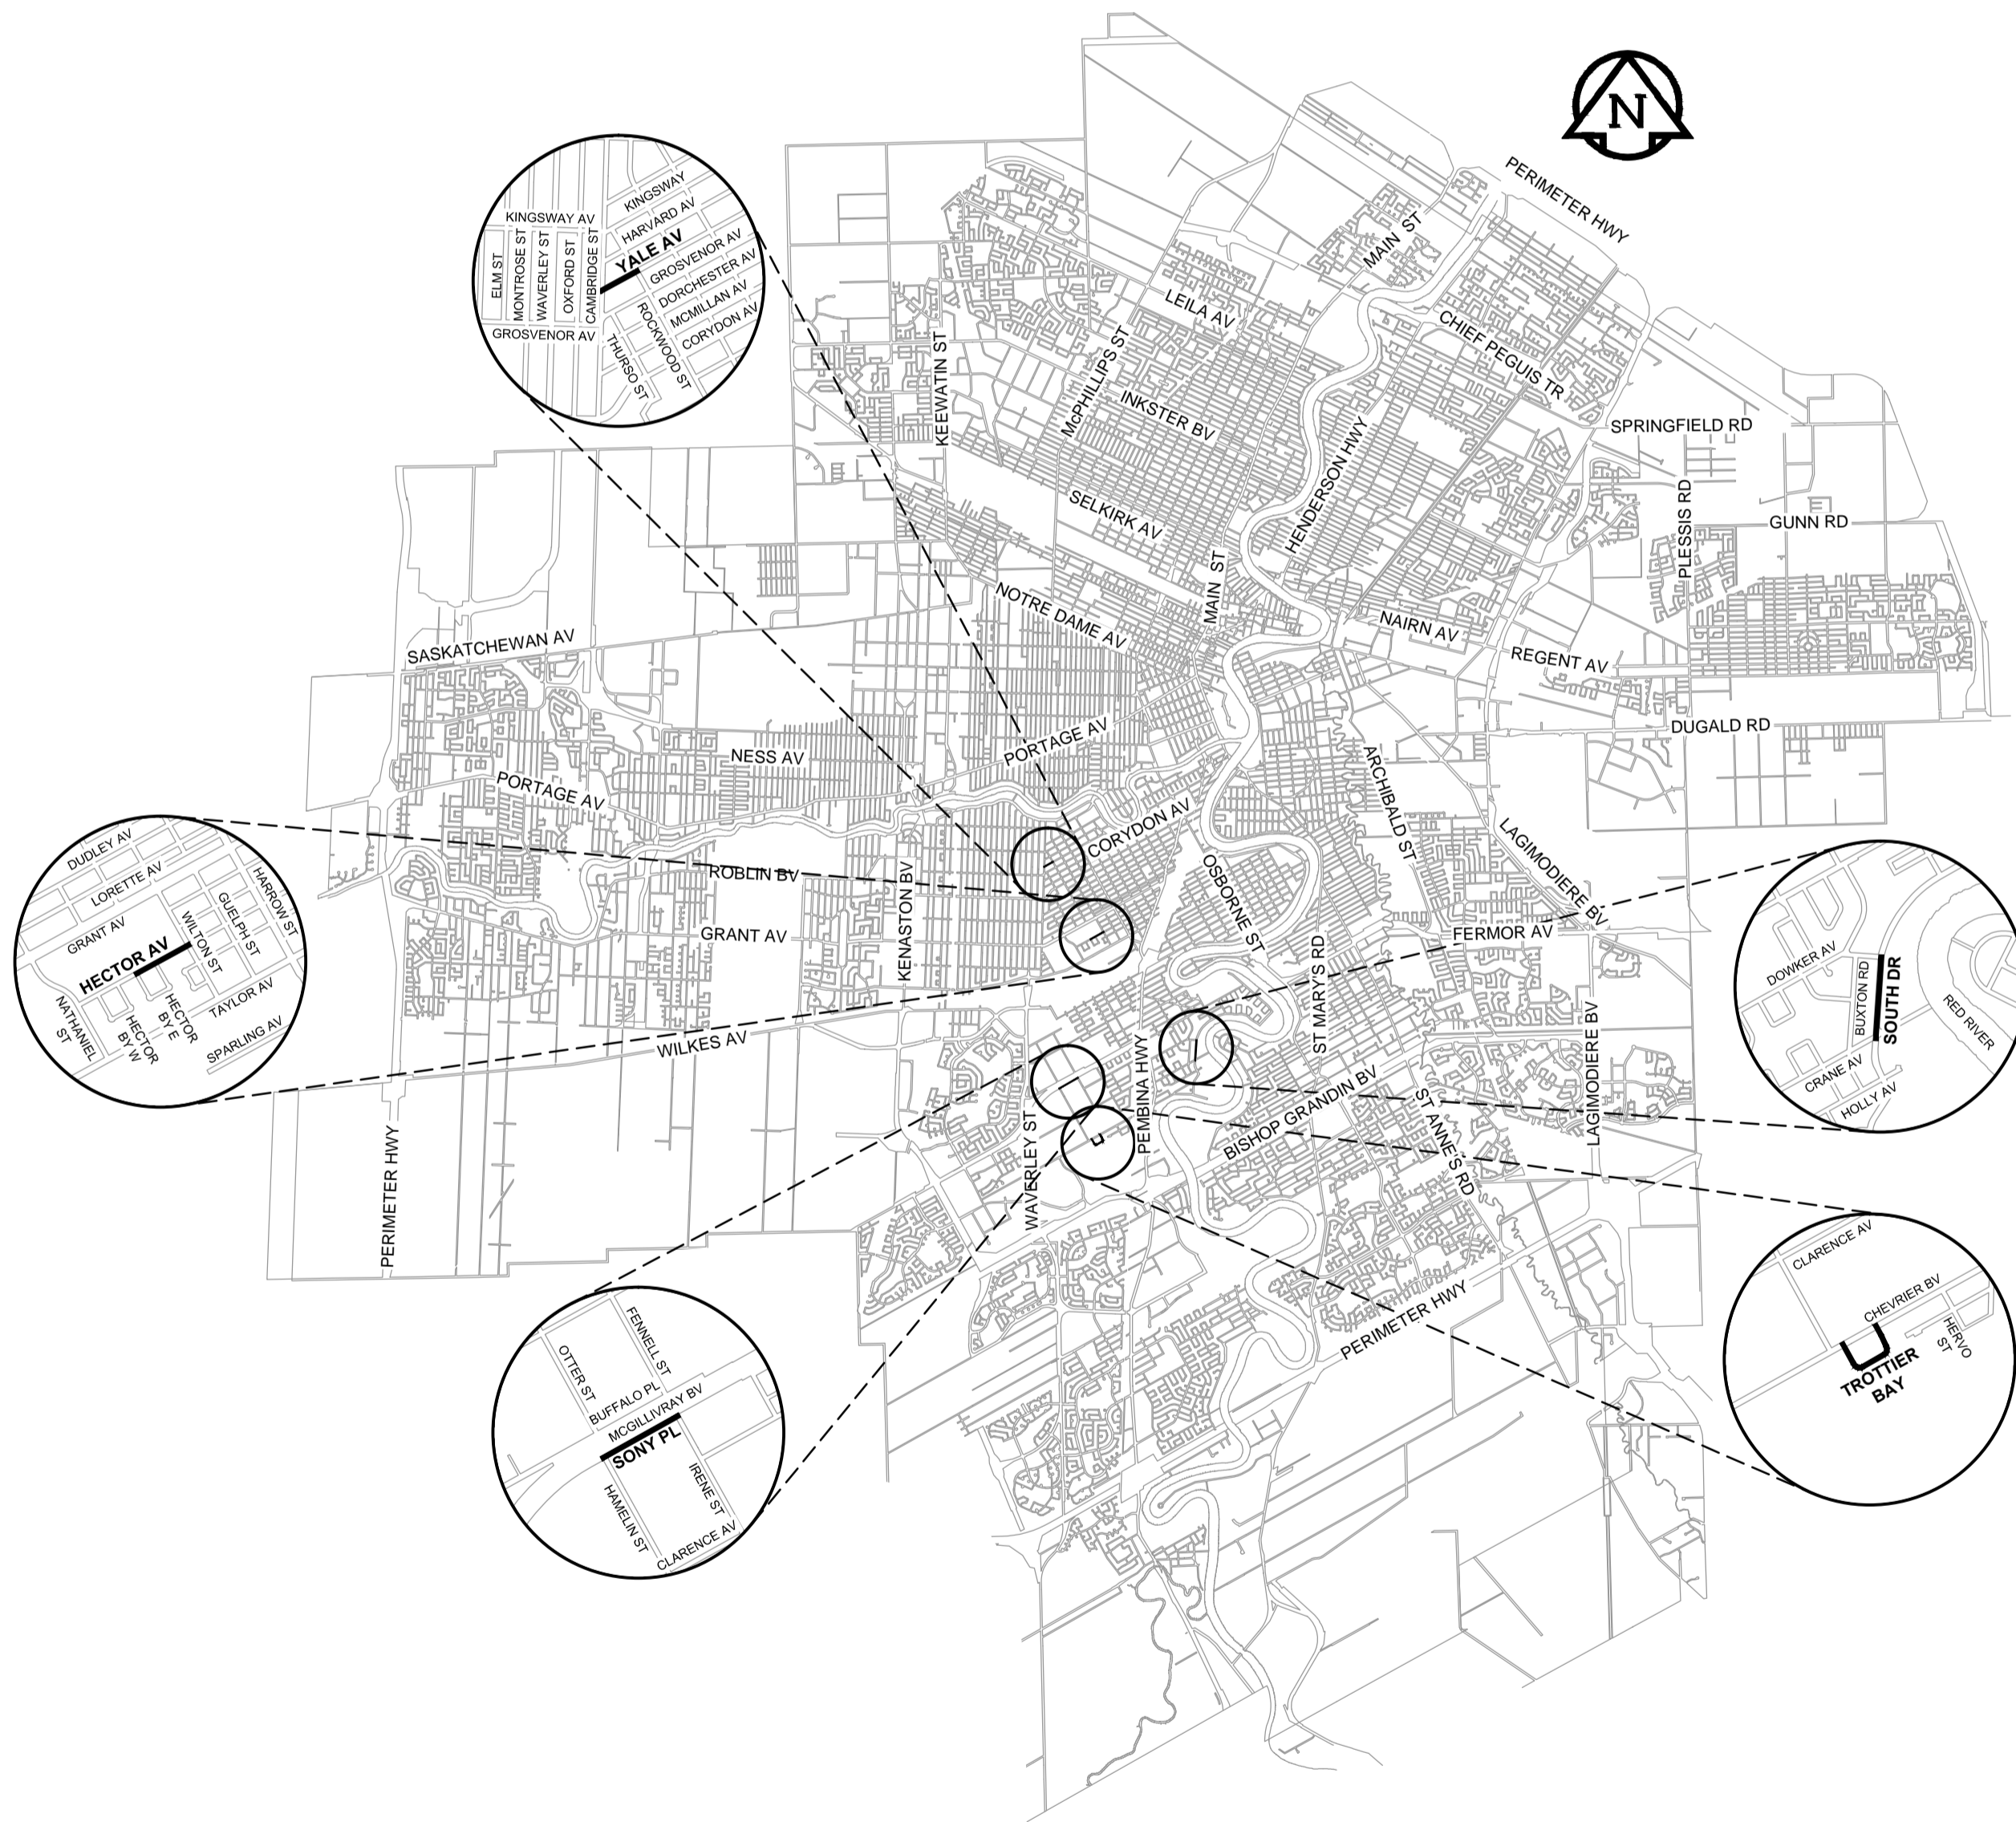 N
PERIMETER HWY
MAIN ST
LEILA AV
CHIEF PEGUIS TR
KEEWATIN ST
McPHILLIPS ST
INKSTER BV
SPRINGFIELD RD
HENDERSON HWY
SELKIRK AV
PLESSIS RD
GUNN RD
MAIN ST
NOTRE DAME AV
NAIRN AV
SASKATCHEWAN AV
REGENT AV
DUGALD RD
NESS AV
PORTAGE AV
PORTAGE AV
ARCHIBALD ST
CORYDON AV
LAGIMODIERE BV
ROBLIN BV
KENASTON BV
OSBORNE ST
GRANT AV
FERMOR AV
ST MARY'S RD
WILKES AV
PEMBINA HWY
LAGIMODIERE BV
BISHOP GRANDIN BV
ST ANNE'S RD
WAVERLEY ST
PERIMETER HWY
PERIMETER HWY
KINGSWAY
KINGSWAY AV
HARVARD AV
YALE AV
GROSVENOR AV
ELM ST
MONTROSE ST
WAVERLEY ST
OXFORD ST
CAMBRIDGE ST
DORCHESTER AV
MCMILLAN AV
CORYDON AV
GROSVENOR AV
THURSO ST
ROCKWOOD ST
DUDLEY AV
LORETTE AV
GRANT AV
HARROW ST
GUELPH ST
WILTON ST
HECTOR AV
NATHANIEL
ST
HECTOR
BY W
HECTOR
BY E
TAYLOR AV
SPARLING AV
DOWKER AV
BUXTON RD
SOUTH DR
RED RIVER
CRANE AV
HOLLY AV
FENNELL ST
OTTER ST
BUFFALO PL
MCGILLIVRAY BV
SONY PL
IRENE ST
HAMELIN ST
CLARENCE AV
CLARENCE AV
CHEVRIER BV
HERVO
ST
TROTTIER
BAY